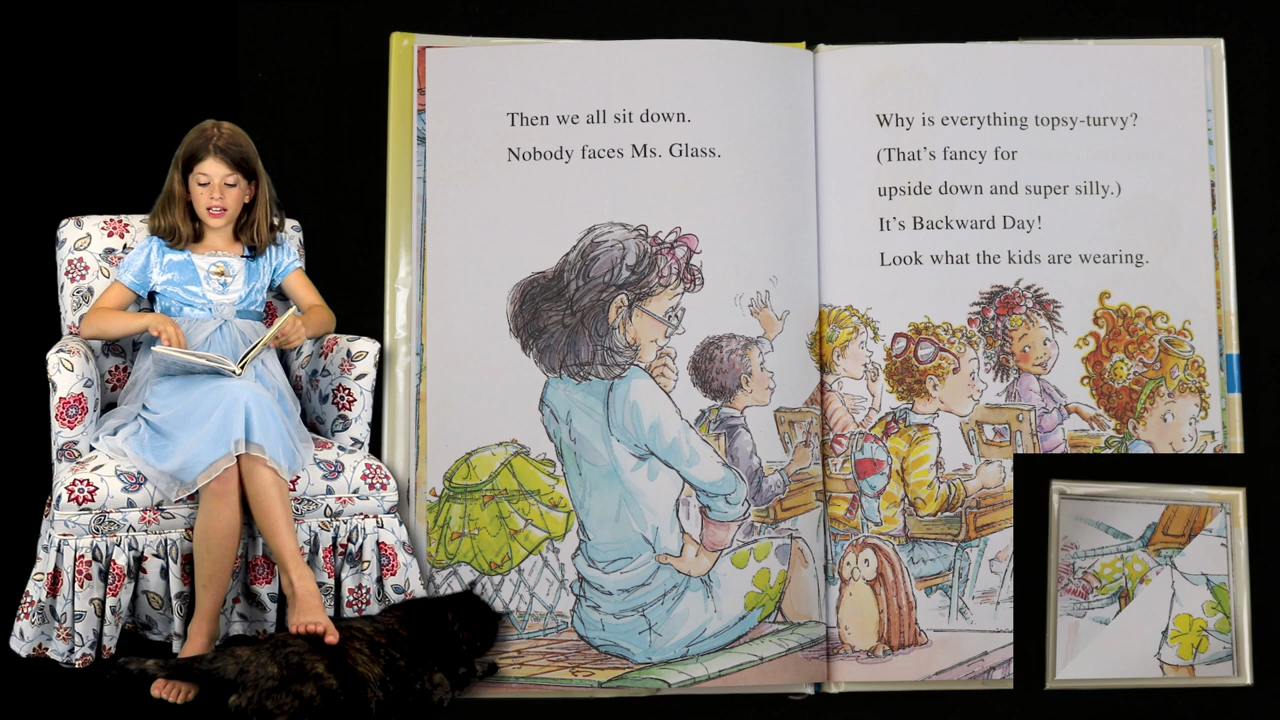 Then we all sit down.
Nobody faces Ms. Glass.
Why is everything topsy-turvy?
(That's fancy for
upside down and super silly.)
It's Backward Day!
Look what the kids are wearing.